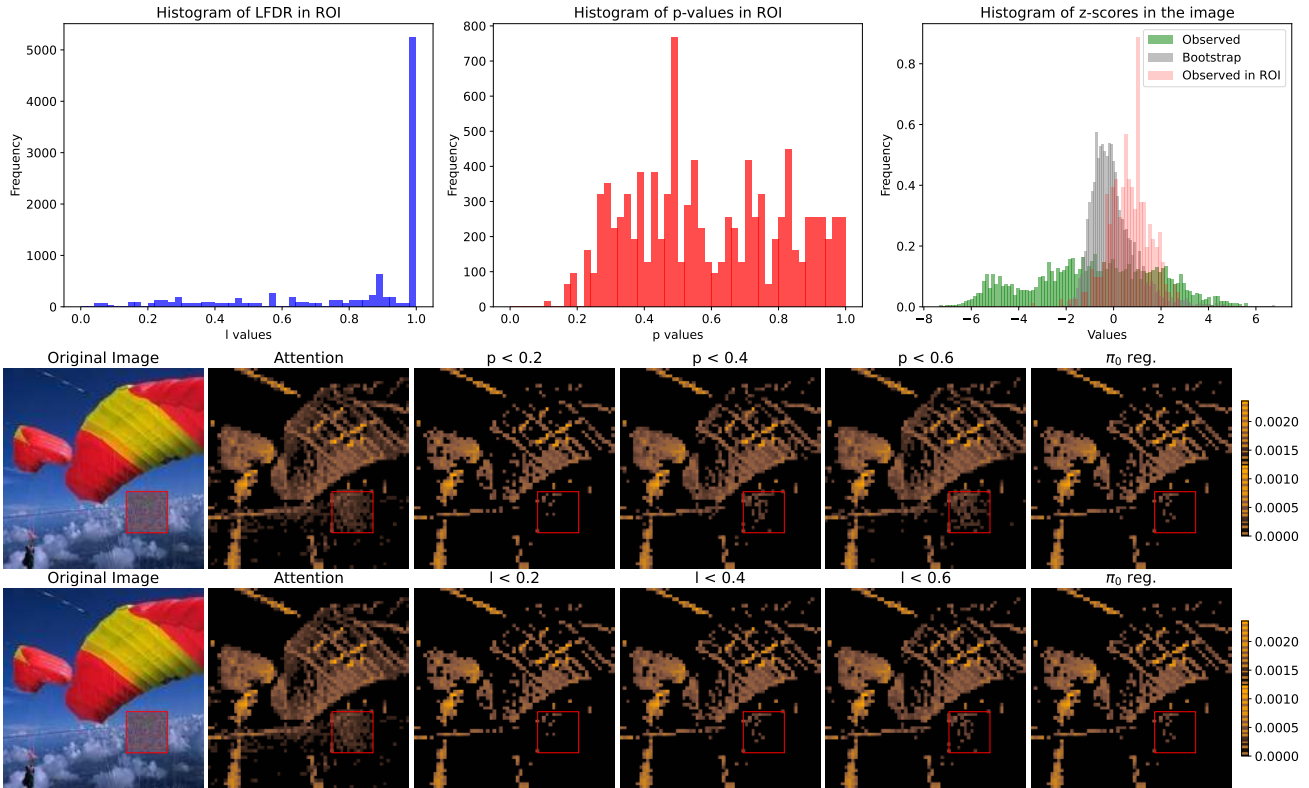 Histogram of LFDR in ROI
Frequency
5000
4000
3000
2000
1000
0
0.0 0.2 0.4 0.6 0.8 1.0
l values
Histogram of p-values in ROI
Frequency
800
700
600
500
400
300
200
100
0
0.0 0.2 0.4 0.6 0.8 1.0
p values
Histogram of z-scores in the image
Observed
Bootstrap
Observed in ROI
Frequency
0.8
0.6
0.4
0.2
0.0
−8 −6 −4 −2 0 2 4 6
Values
Original Image Attention p < 0.2 p < 0.4 p < 0.6 π₀ reg.
0.0020
0.0015
0.0010
0.0005
0.0000
Original Image Attention l < 0.2 l < 0.4 l < 0.6 π₀ reg.
0.0020
0.0015
0.0010
0.0005
0.0000